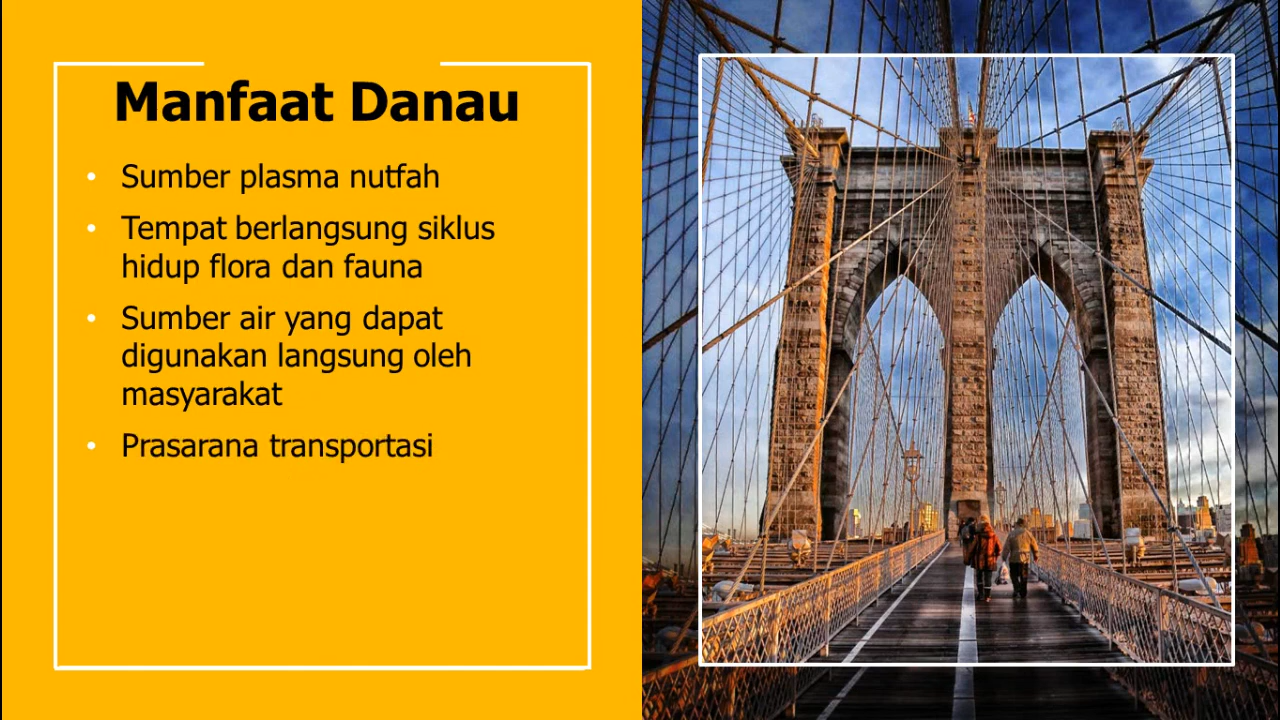 Manfaat Danau
• Sumber plasma nutfah
• Tempat berlangsung siklus
hidup flora dan fauna
• Sumber air yang dapat
digunakan langsung oleh
masyarakat
• Prasarana transportasi